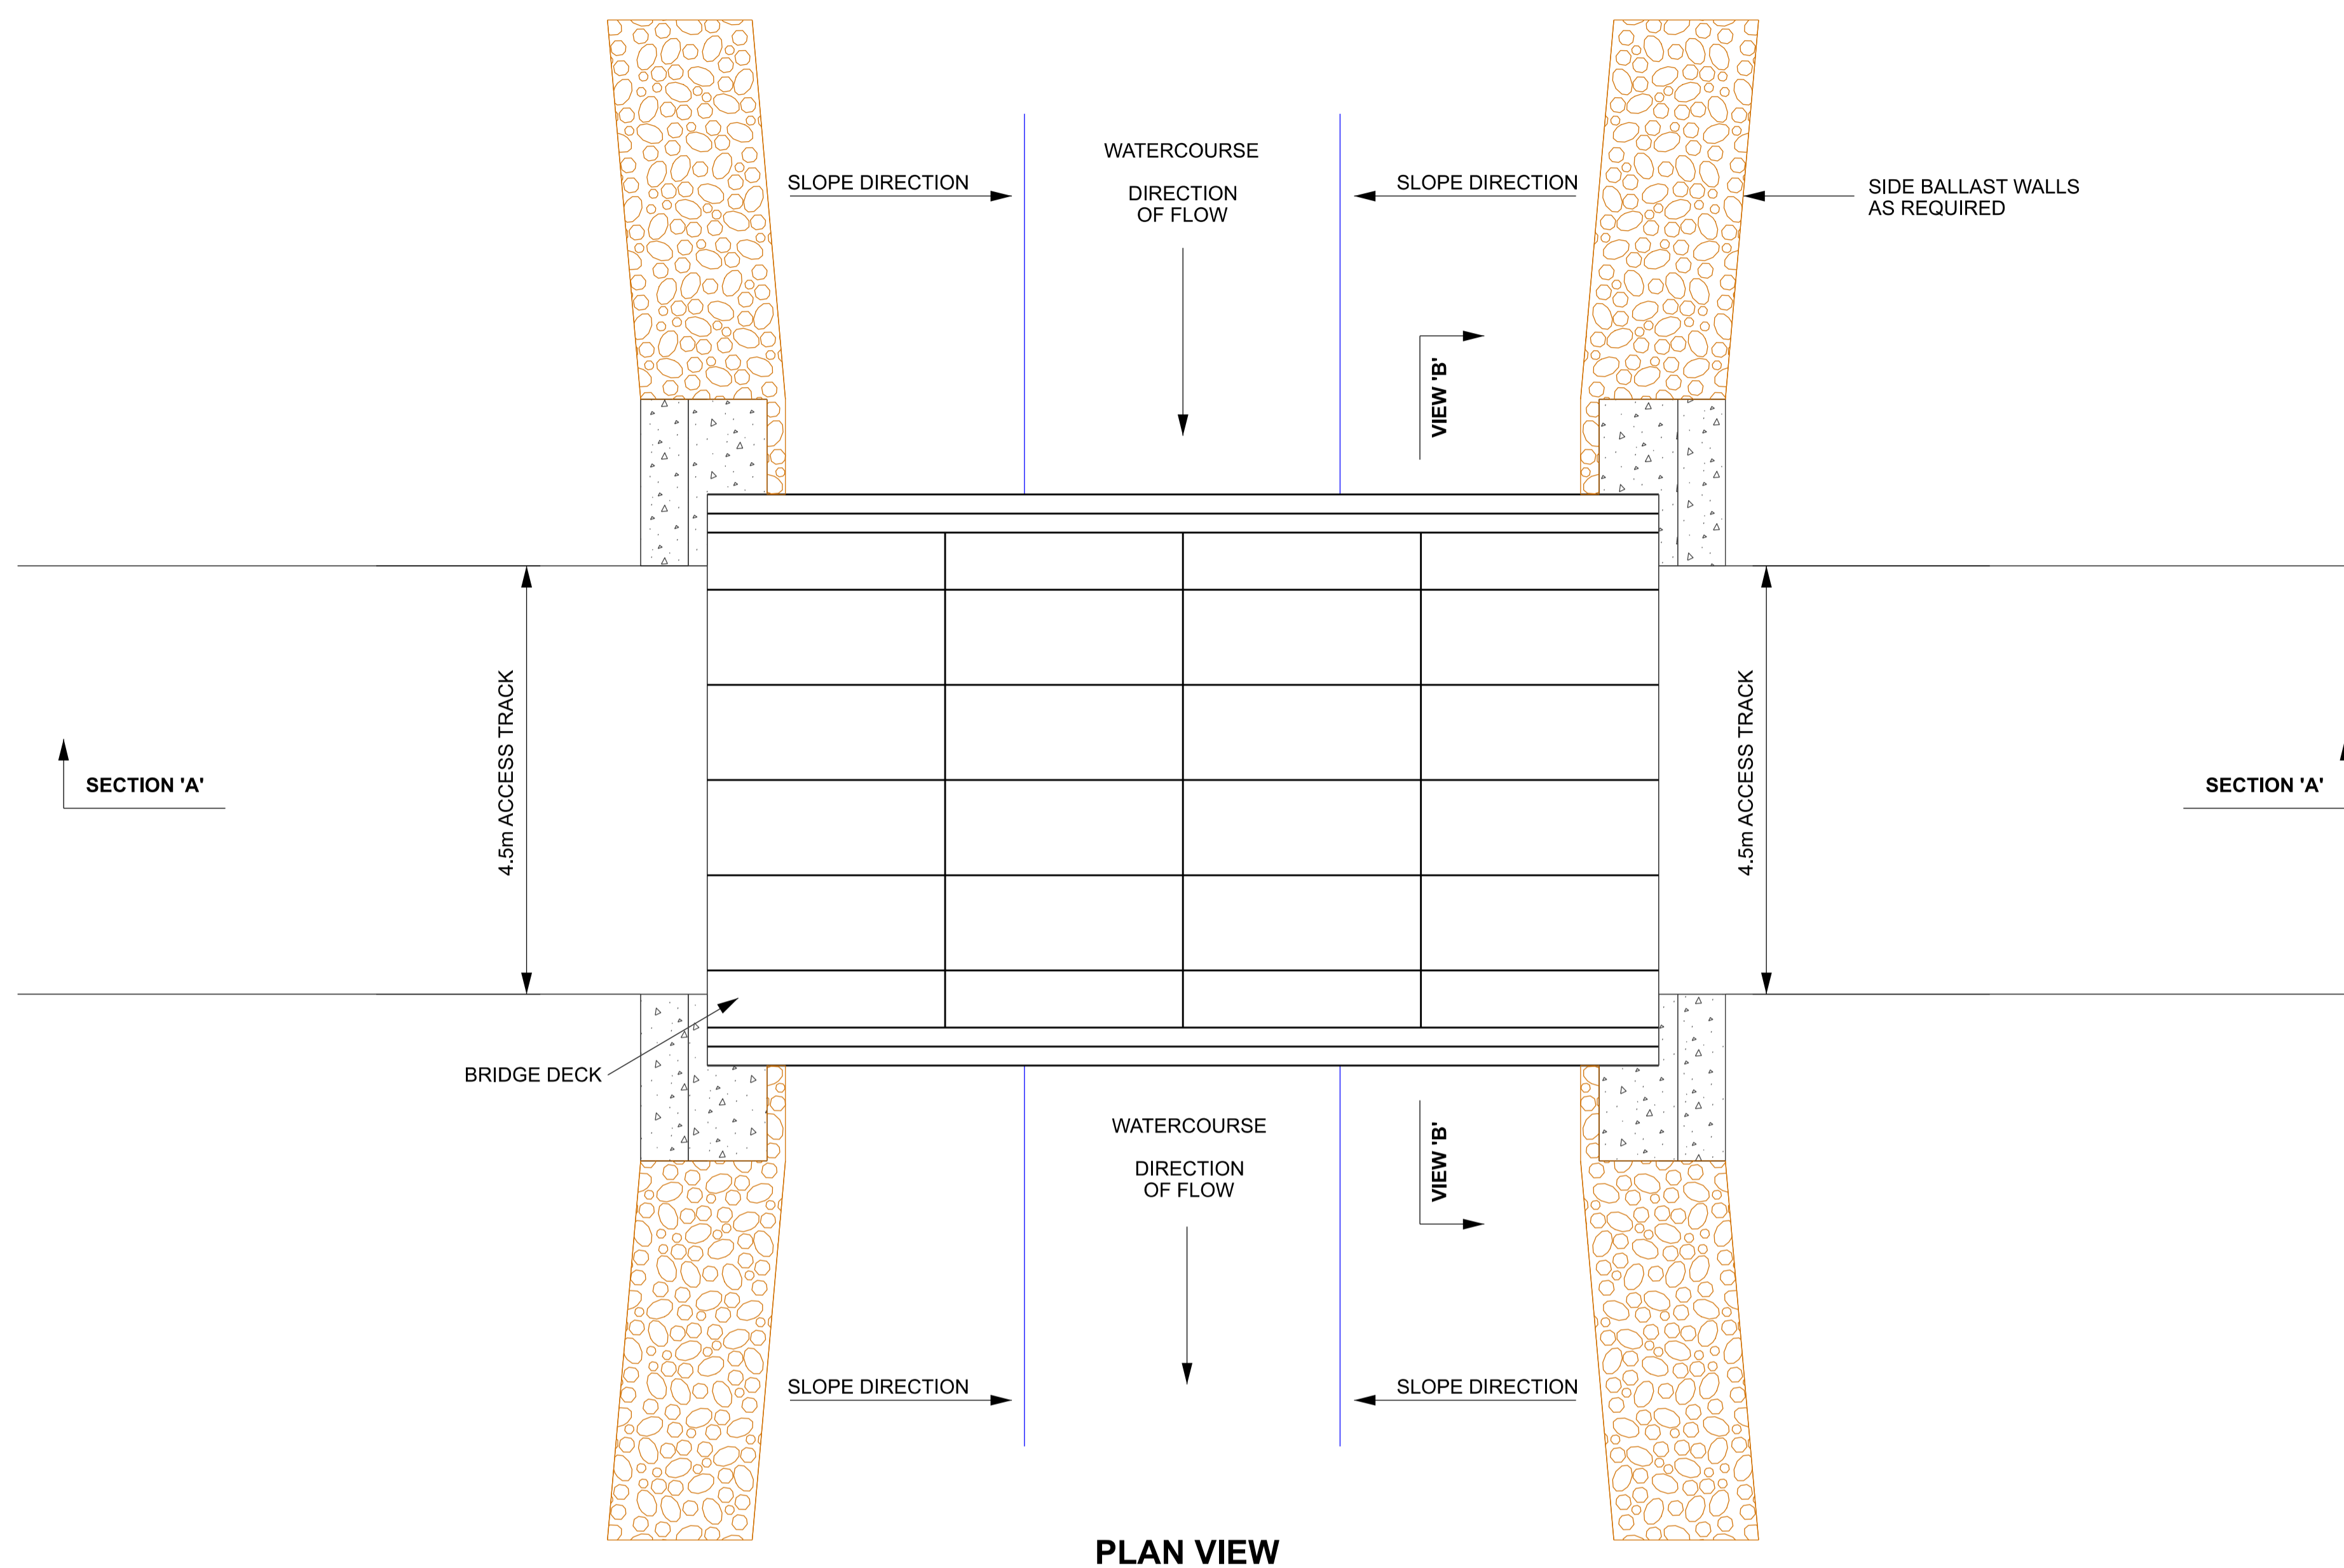 WATERCOURSE
DIRECTION
OF FLOW
SLOPE DIRECTION
SLOPE DIRECTION
SIDE BALLAST WALLS
AS REQUIRED
VIEW 'B'
4.5m ACCESS TRACK
4.5m ACCESS TRACK
SECTION 'A'
SECTION 'A'
BRIDGE DECK
WATERCOURSE
DIRECTION
OF FLOW
VIEW 'B'
SLOPE DIRECTION
SLOPE DIRECTION
PLAN VIEW